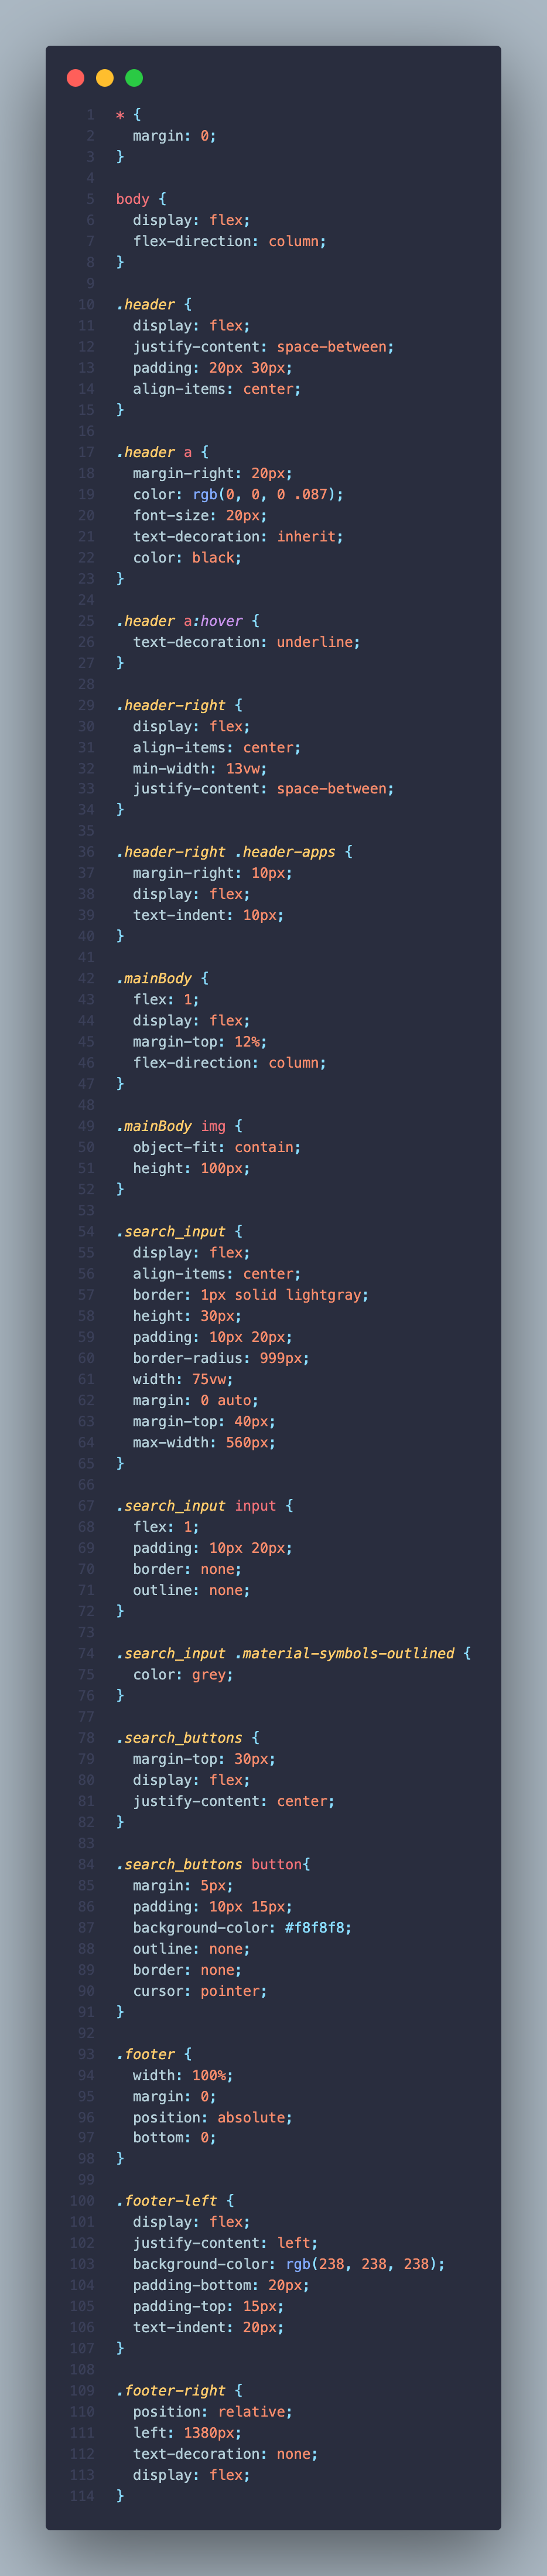 1 * {
2   margin: 0;
3 }
4
5 body {
6   display: flex;
7   flex-direction: column;
8 }
9
10 .header {
11   display: flex;
12   justify-content: space-between;
13   padding: 20px 30px;
14   align-items: center;
15 }
16
17 .header a {
18   margin-right: 20px;
19   color: rgb(0, 0, 0 .087);
20   font-size: 20px;
21   text-decoration: inherit;
22   color: black;
23 }
24
25 .header a:hover {
26   text-decoration: underline;
27 }
28
29 .header-right {
30   display: flex;
31   align-items: center;
32   min-width: 13vw;
33   justify-content: space-between;
34 }
35
36 .header-right .header-apps {
37   margin-right: 10px;
38   display: flex;
39   text-indent: 10px;
40 }
41
42 .mainBody {
43   flex: 1;
44   display: flex;
45   margin-top: 12%;
46   flex-direction: column;
47 }
48
49 .mainBody img {
50   object-fit: contain;
51   height: 100px;
52 }
53
54 .search_input {
55   display: flex;
56   align-items: center;
57   border: 1px solid lightgray;
58   height: 30px;
59   padding: 10px 20px;
60   border-radius: 999px;
61   width: 75vw;
62   margin: 0 auto;
63   margin-top: 40px;
64   max-width: 560px;
65 }
66
67 .search_input input {
68   flex: 1;
69   padding: 10px 20px;
70   border: none;
71   outline: none;
72 }
73
74 .search_input .material-symbols-outlined {
75   color: grey;
76 }
77
78 .search_buttons {
79   margin-top: 30px;
80   display: flex;
81   justify-content: center;
82 }
83
84 .search_buttons button{
85   margin: 5px;
86   padding: 10px 15px;
87   background-color: #f8f8f8;
88   outline: none;
89   border: none;
90   cursor: pointer;
91 }
92
93 .footer {
94   width: 100%;
95   margin: 0;
96   position: absolute;
97   bottom: 0;
98 }
99
100 .footer-left {
101   display: flex;
102   justify-content: left;
103   background-color: rgb(238, 238, 238);
104   padding-bottom: 20px;
105   padding-top: 15px;
106   text-indent: 20px;
107 }
108
109 .footer-right {
110   position: relative;
111   left: 1380px;
112   text-decoration: none;
113   display: flex;
114 }